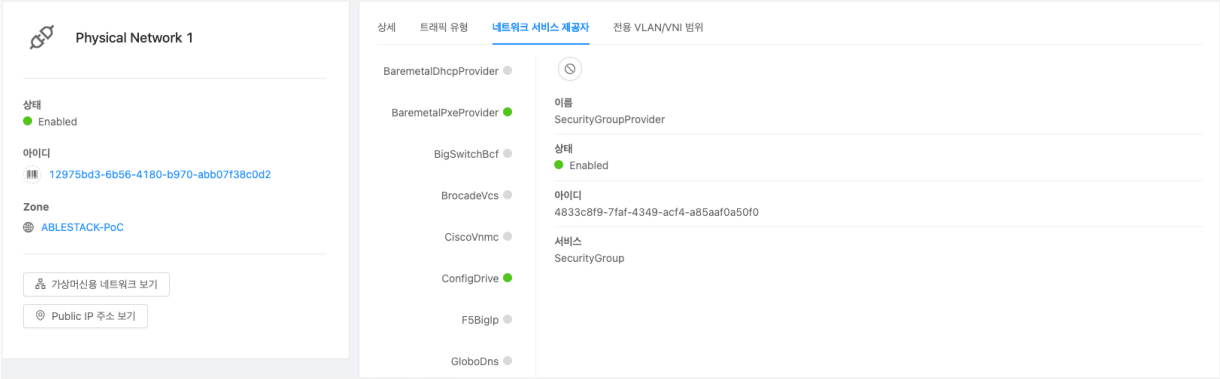 Physical Network 1
상태
Enabled
아이디
12975bd3-6b56-4180-b970-abb07f38c0d2
Zone
ABLESTACK-PoC
가상머신용 네트워크 보기
Public IP 주소 보기
상세 트래픽 유형 네트워크 서비스 제공자 전용 VLAN/VNI 범위
BaremetalDhcpProvider
BaremetalPxeProvider
BigSwitchBcf
BrocadeVcs
CiscoVnmc
ConfigDrive
F5BigIp
GloboDns
이름
SecurityGroupProvider
상태
Enabled
아이디
4833c8f9-7faf-4349-acf4-a85aaf0a50f0
서비스
SecurityGroup